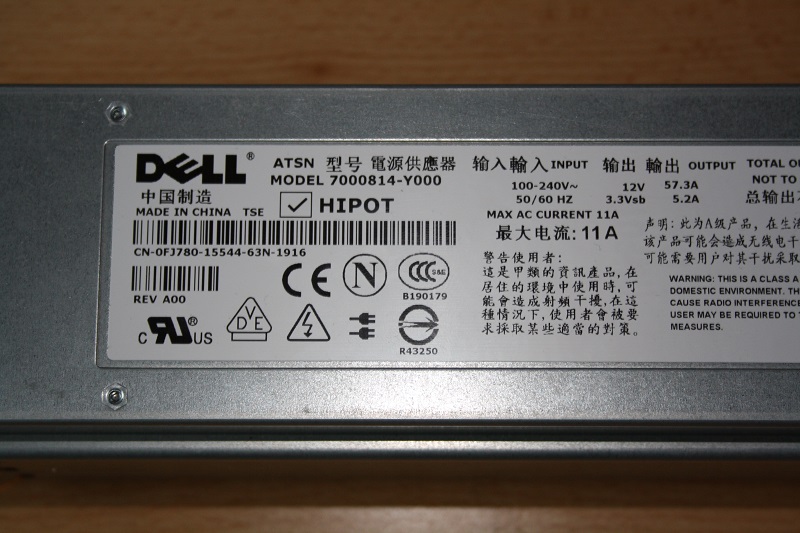 DELL®
中国制造
MADE IN CHINA TSE
ATSN 型号 電源供應器
MODEL 7000814-Y000
✓ HIPOT
CN-0FJ780-15544-63N-1916
REV A00
CE
N
CCC S&E
B190179
c RU US
DVE
R43250
输入 輸入 INPUT
100-240V~
50/60 HZ
MAX AC CURRENT 11A
最大电流: 11A
输出 輸出 OUTPUT
12V 57.3A
3.3Vsb 5.2A
TOTAL
NOT TO
总输出
声明: 此为A级产品, 在生活
该产品可能会造成无线电干
可能需要用户对其干扰采取
警告使用者:
這是甲類的資訊產品, 在
居住的環境中使用時, 可
能會造成射頻干擾, 在這
種情況下, 使用者會被要
求採取某些適當的對策。
WARNING: THIS IS A CLASS A
DOMESTIC ENVIRONMENT, TH
CAUSE RADIO INTERFERENCE
USER MAY BE REQUIRED TO
MEASURES.